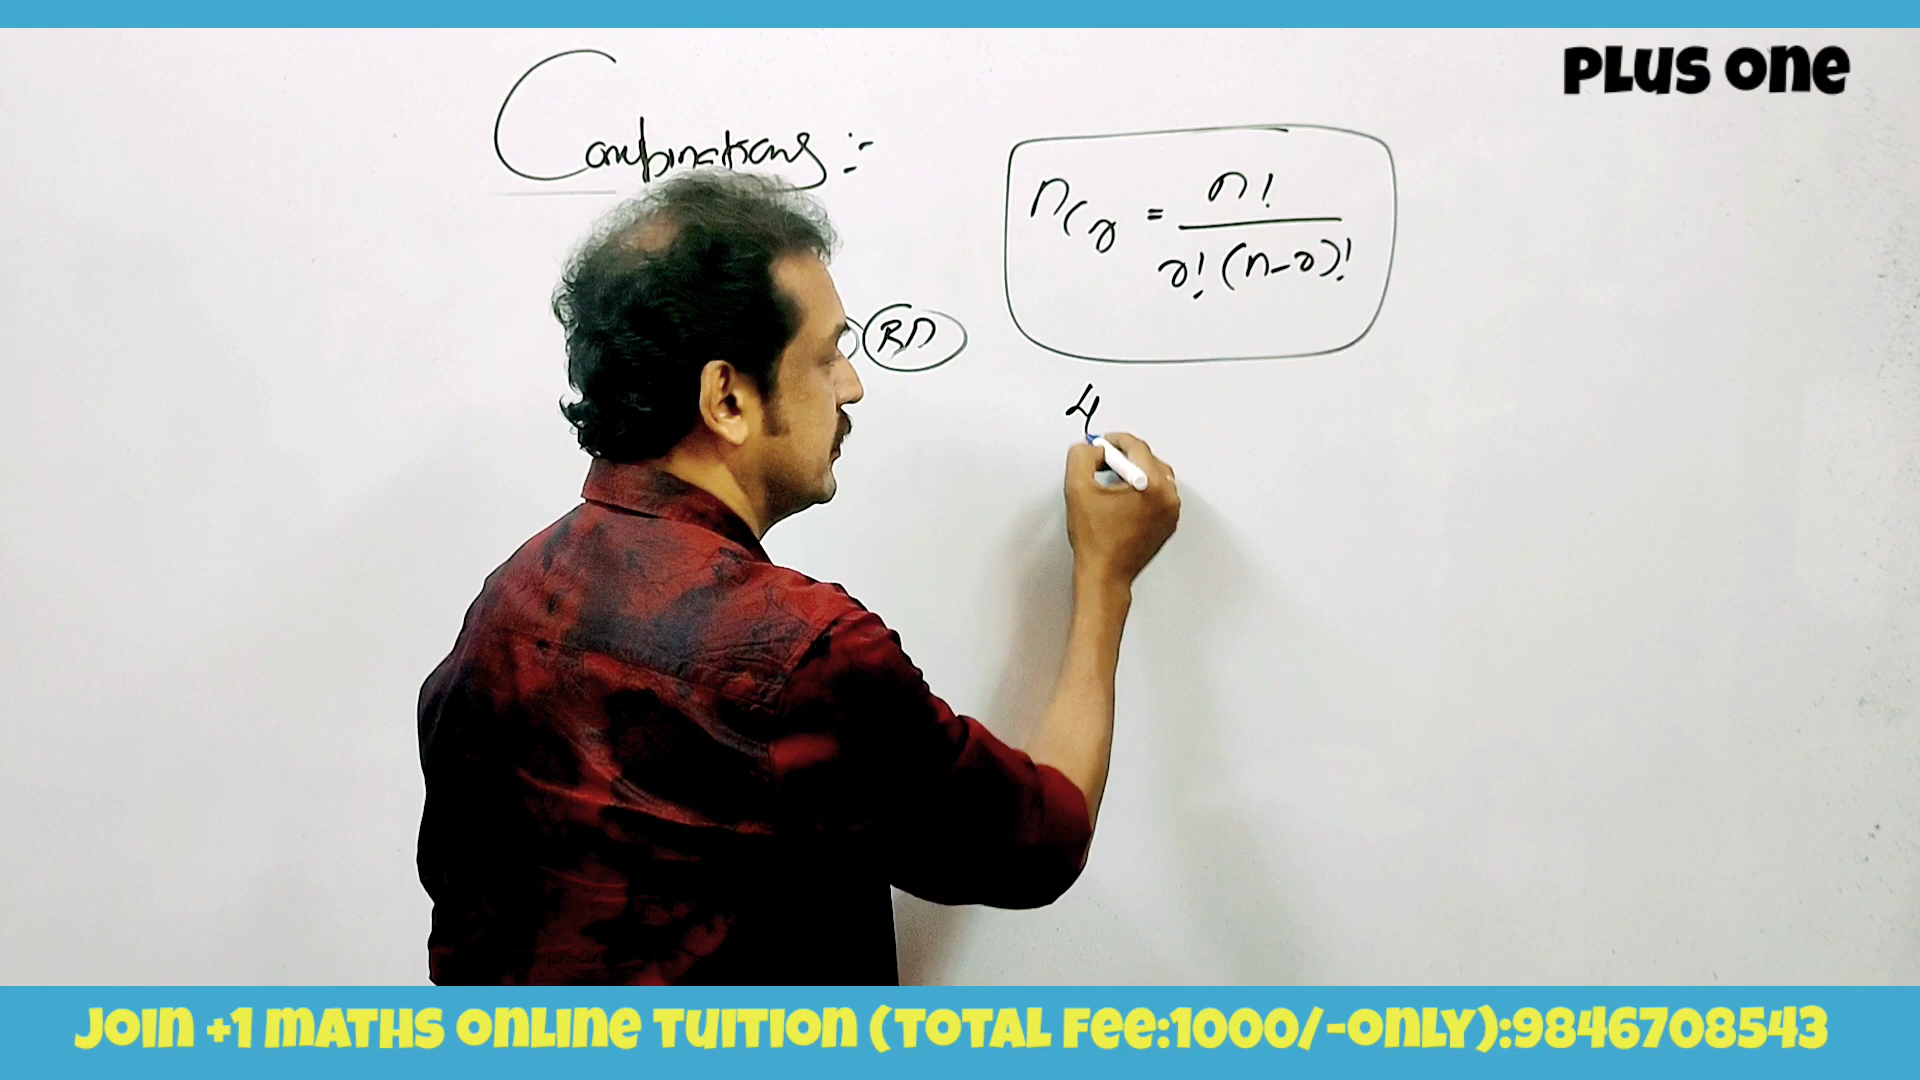 PLUS ONE
Combinations :-
nCr = n! / r! (n-r)!
RD
4
JOIN +1 MATHS ONLINE TUITION (TOTAL FEE:1000/-ONLY):9846708543